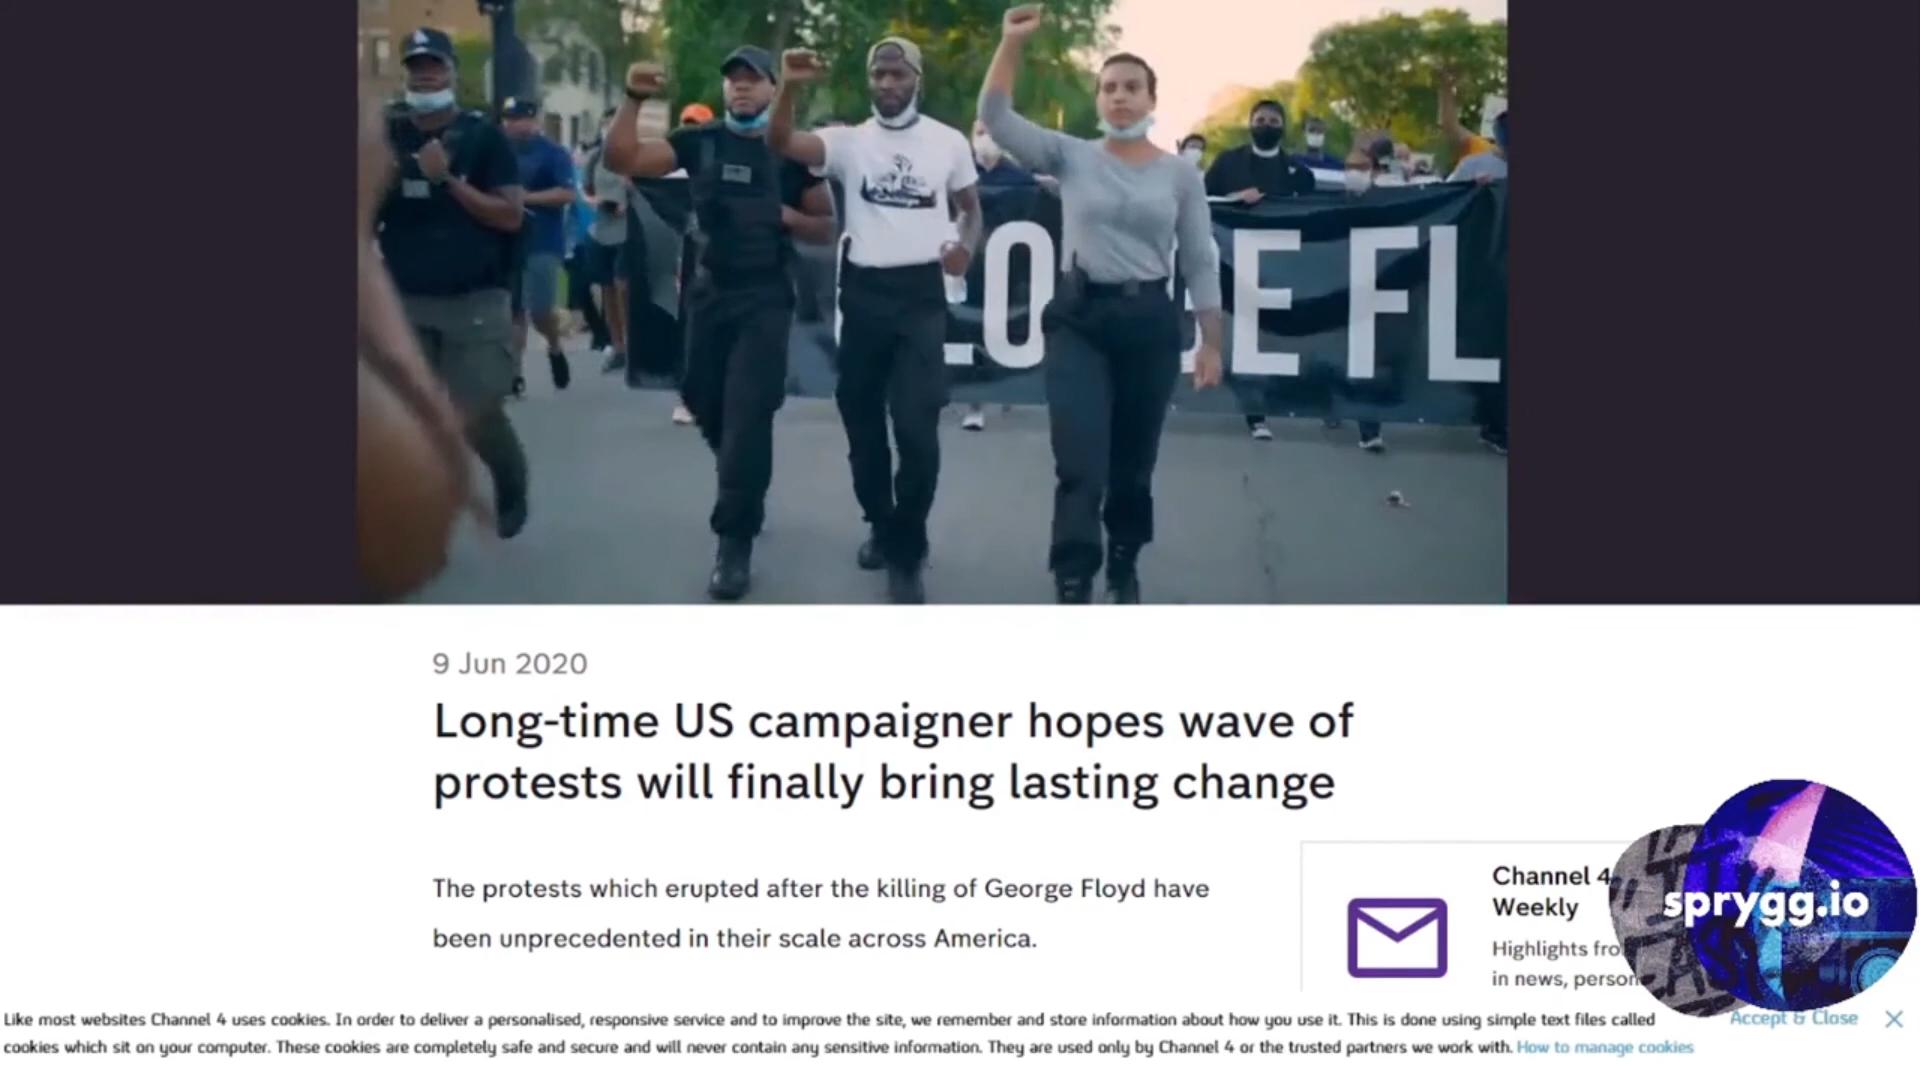 LO GE FL
9 Jun 2020
Long-time US campaigner hopes wave of
protests will finally bring lasting change
The protests which erupted after the killing of George Floyd have
been unprecedented in their scale across America.
Channel 4
Weekly
Highlights
in news,
sprygg.io
Like most websites Channel 4 uses cookies. In order to deliver a personalised, responsive service and to improve the site, we remember and store information about how you use it. This is done using simple text files called
Accept & Close
cookies which sit on your computer. These cookies are completely safe and secure and will never contain any sensitive information. They are used only by Channel 4 or the trusted partners we work with. How to manage cookies